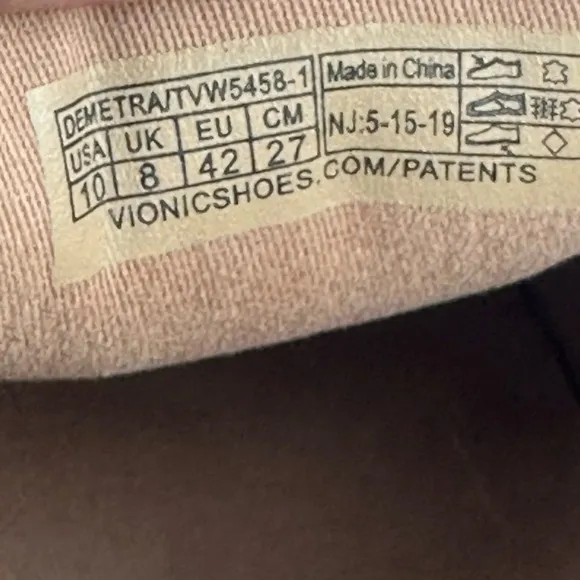 DEMETRA/TVW5458-1
USA UK EU CM
10 8 42 27
Made in China
NJ:5-15-19
VIONICSHOES.COM/PATENTS